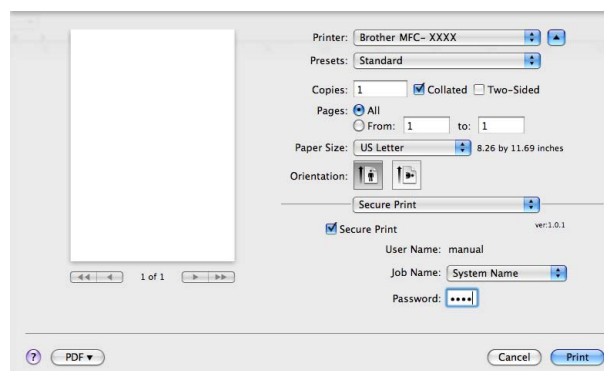 Printer: Brother MFC- XXXX
Presets: Standard
Copies: 1 Collated Two-Sided
Pages: All
From: 1 to: 1
Paper Size: US Letter 8.26 by 11.69 inches
Orientation:
Secure Print
Secure Print ver:1.0.1
User Name: manual
Job Name: System Name
Password: ••••
1 of 1
? PDF Cancel Print